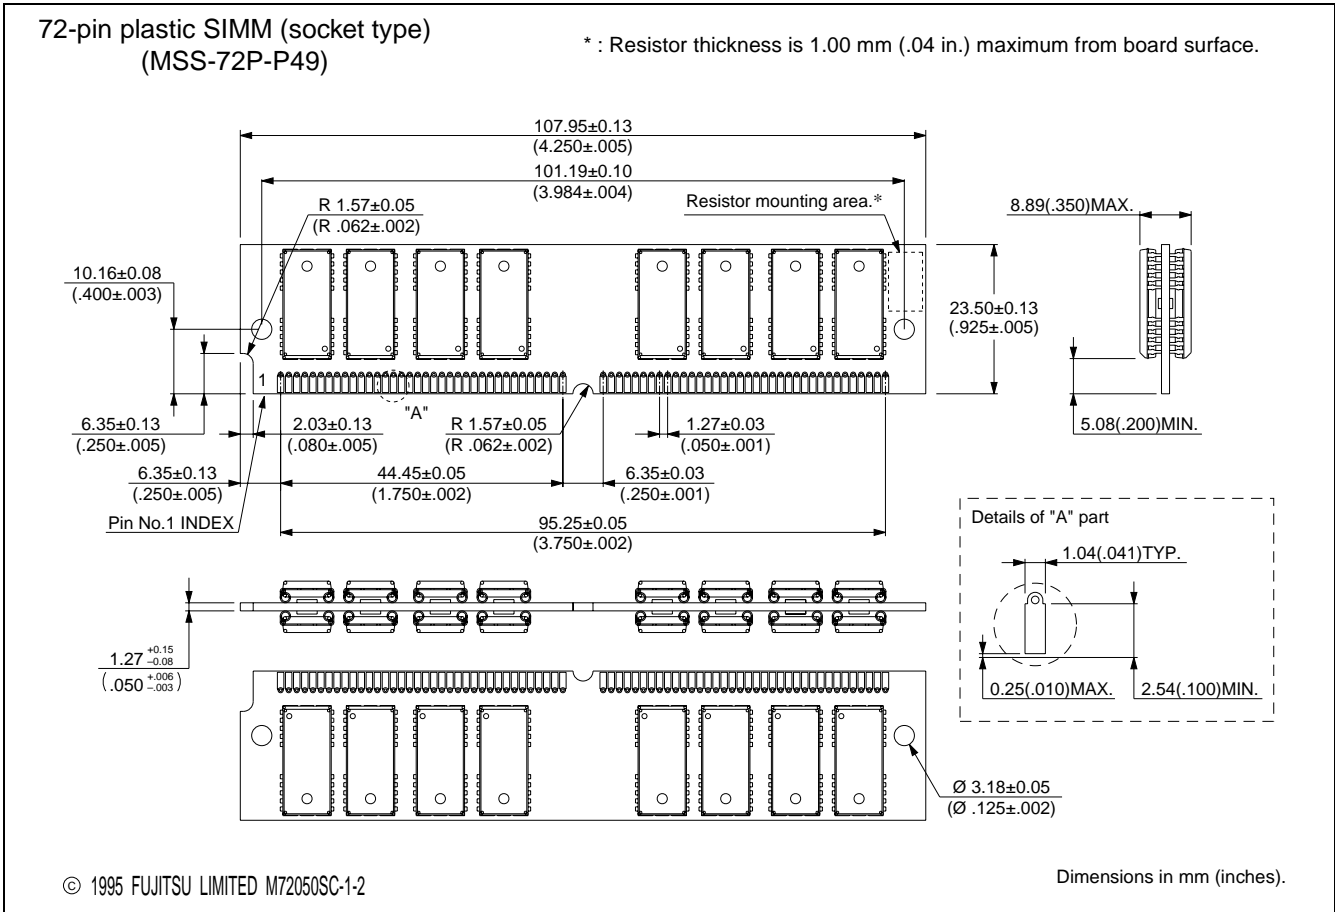 72-pin plastic SIMM (socket type)
(MSS-72P-P49)
* : Resistor thickness is 1.00 mm (.04 in.) maximum from board surface.
107.95±0.13
(4.250±.005)
101.19±0.10
(3.984±.004)
R 1.57±0.05
(R .062±.002)
Resistor mounting area.*
8.89(.350)MAX.
10.16±0.08
(.400±.003)
23.50±0.13
(.925±.005)
1
"A"
6.35±0.13
(.250±.005)
2.03±0.13
(.080±.005)
R 1.57±0.05
(R .062±.002)
1.27±0.03
(.050±.001)
5.08(.200)MIN.
6.35±0.13
(.250±.005)
44.45±0.05
(1.750±.002)
6.35±0.03
(.250±.001)
Pin No.1 INDEX
95.25±0.05
(3.750±.002)
Details of "A" part
1.04(.041)TYP.
0.25(.010)MAX.
2.54(.100)MIN.
1.27 +0.15 –0.08
(.050 +.006 –.003)
Ø 3.18±0.05
(Ø .125±.002)
© 1995 FUJITSU LIMITED M72050SC-1-2
Dimensions in mm (inches).